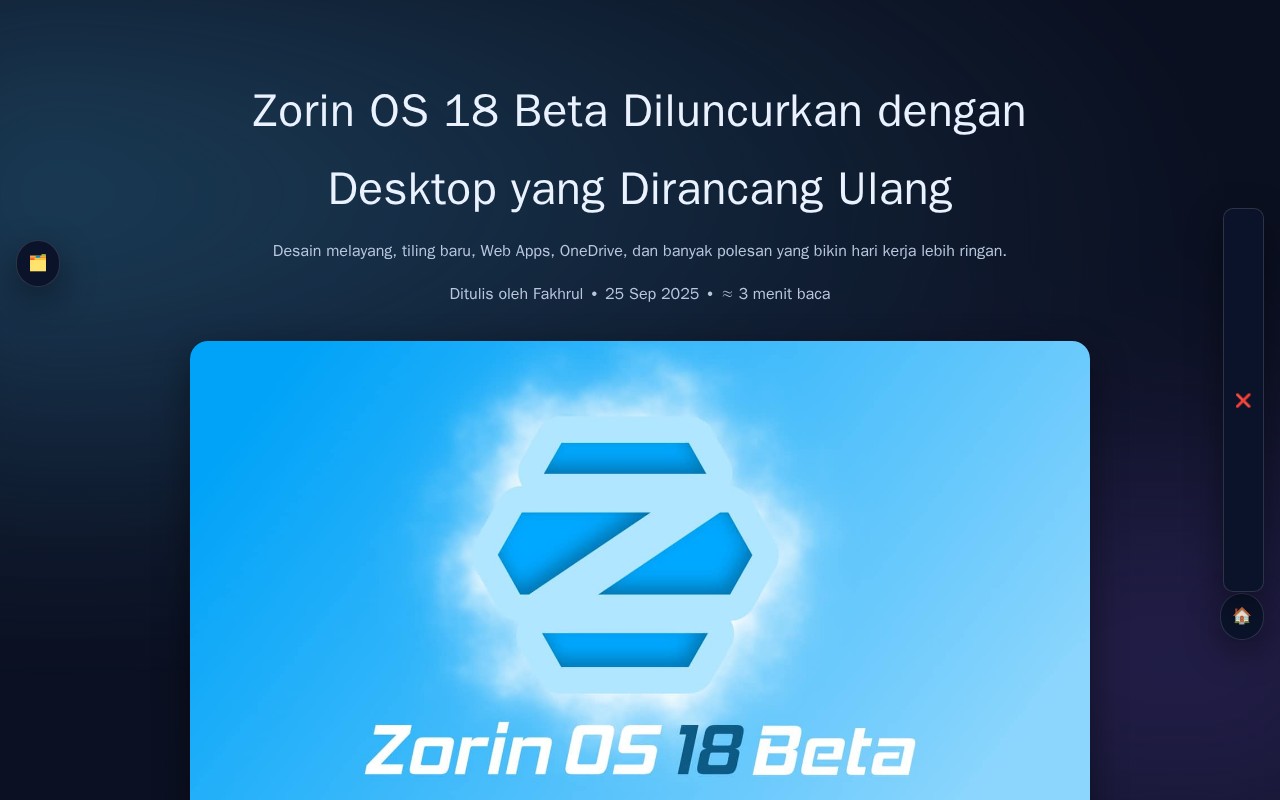 Zorin OS 18 Beta Diluncurkan dengan
Desktop yang Dirancang Ulang
Desain melayang, tiling baru, Web Apps, OneDrive, dan banyak polesan yang bikin hari kerja lebih ringan.
Ditulis oleh Fakhrul • 25 Sep 2025 • ≈ 3 menit baca
Zorin OS 18 Beta